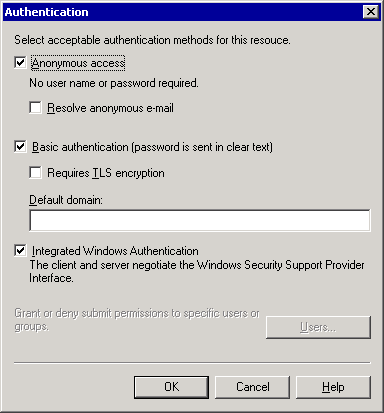 Authentication
Select acceptable authentication methods for this resouce.
Anonymous access
No user name or password required.
Resolve anonymous e-mail
Basic authentication (password is sent in clear text)
Requires TLS encryption
Default domain:
Integrated Windows Authentication
The client and server negotiate the Windows Security Support Provider
Interface.
Grant or deny submit permissions to specific users or
groups.
Users...
OK Cancel Help